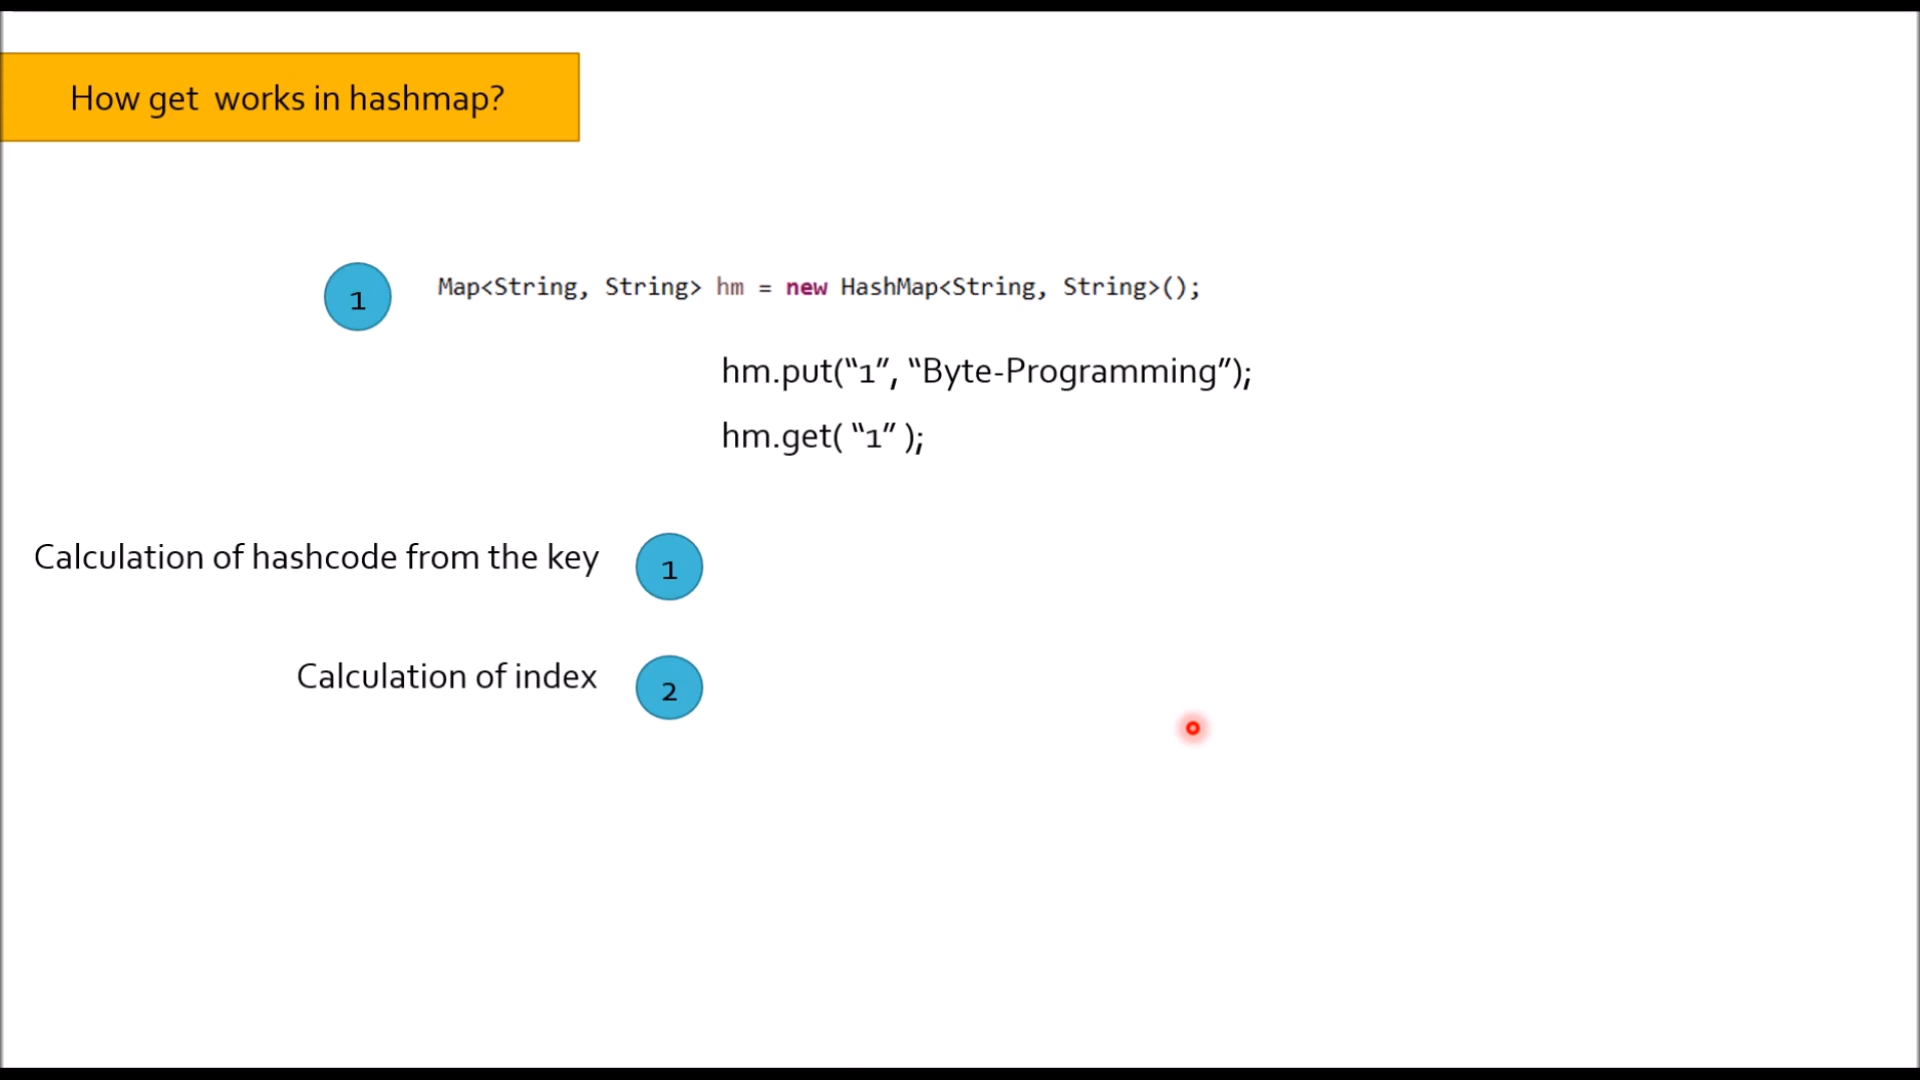 How get  works in hashmap?
1
Map<String, String> hm = new HashMap<String, String>();
hm.put(“1”, “Byte-Programming”);
hm.get( “1” );
Calculation of hashcode from the key
1
Calculation of index
2